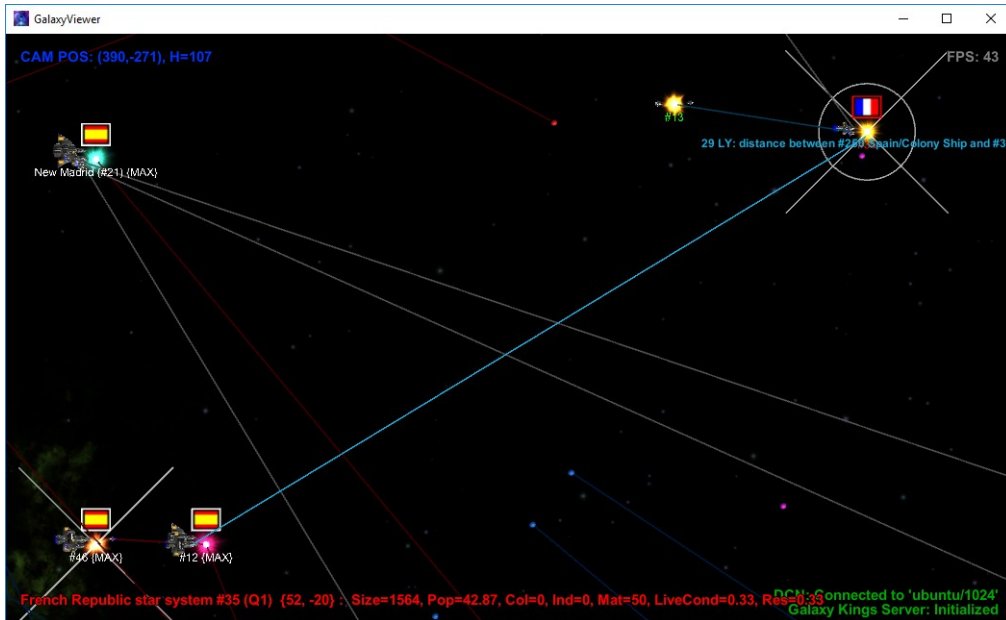 GalaxyViewer
CAM POS: (390,-271), H=107
FPS: 43
#13
29 LY: distance between #260 Spain/Colony Ship and #3
New Madrid (#21) {MAX}
#46 {MAX}
#12 {MAX}
DCN: Connected to 'ubuntu/1024'
French Republic star system #35 (Q1) {52, -20} : Size=1564, Pop=42.87, Col=0, Ind=0, Mat=50, LiveCond=0.33, Res=0.33
Galaxy Kings Server: Initialized